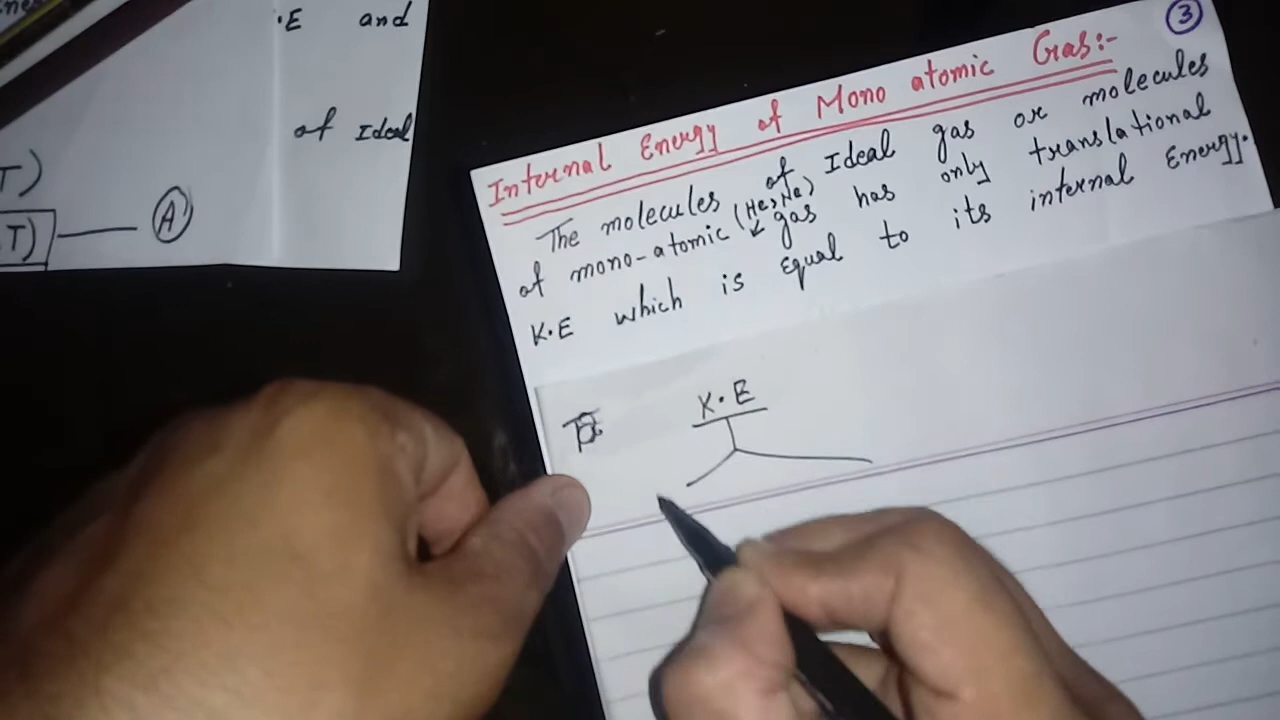 .E and
of Ideal
T)
T) A
3
Internal Energy of Mono atomic Gas:-
The molecules of Ideal gas or molecules
of mono-atomic (He, Ne) gas has only translational
K.E which is equal to its internal Energy.
K.E